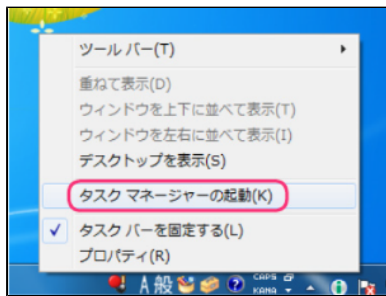 ツール バー(T)
重ねて表示(D)
ウィンドウを上下に並べて表示(T)
ウィンドウを左右に並べて表示(I)
デスクトップを表示(S)
タスク マネージャーの起動(K)
タスク バーを固定する(L)
プロパティ(R)
A 般 CAPS
KANA